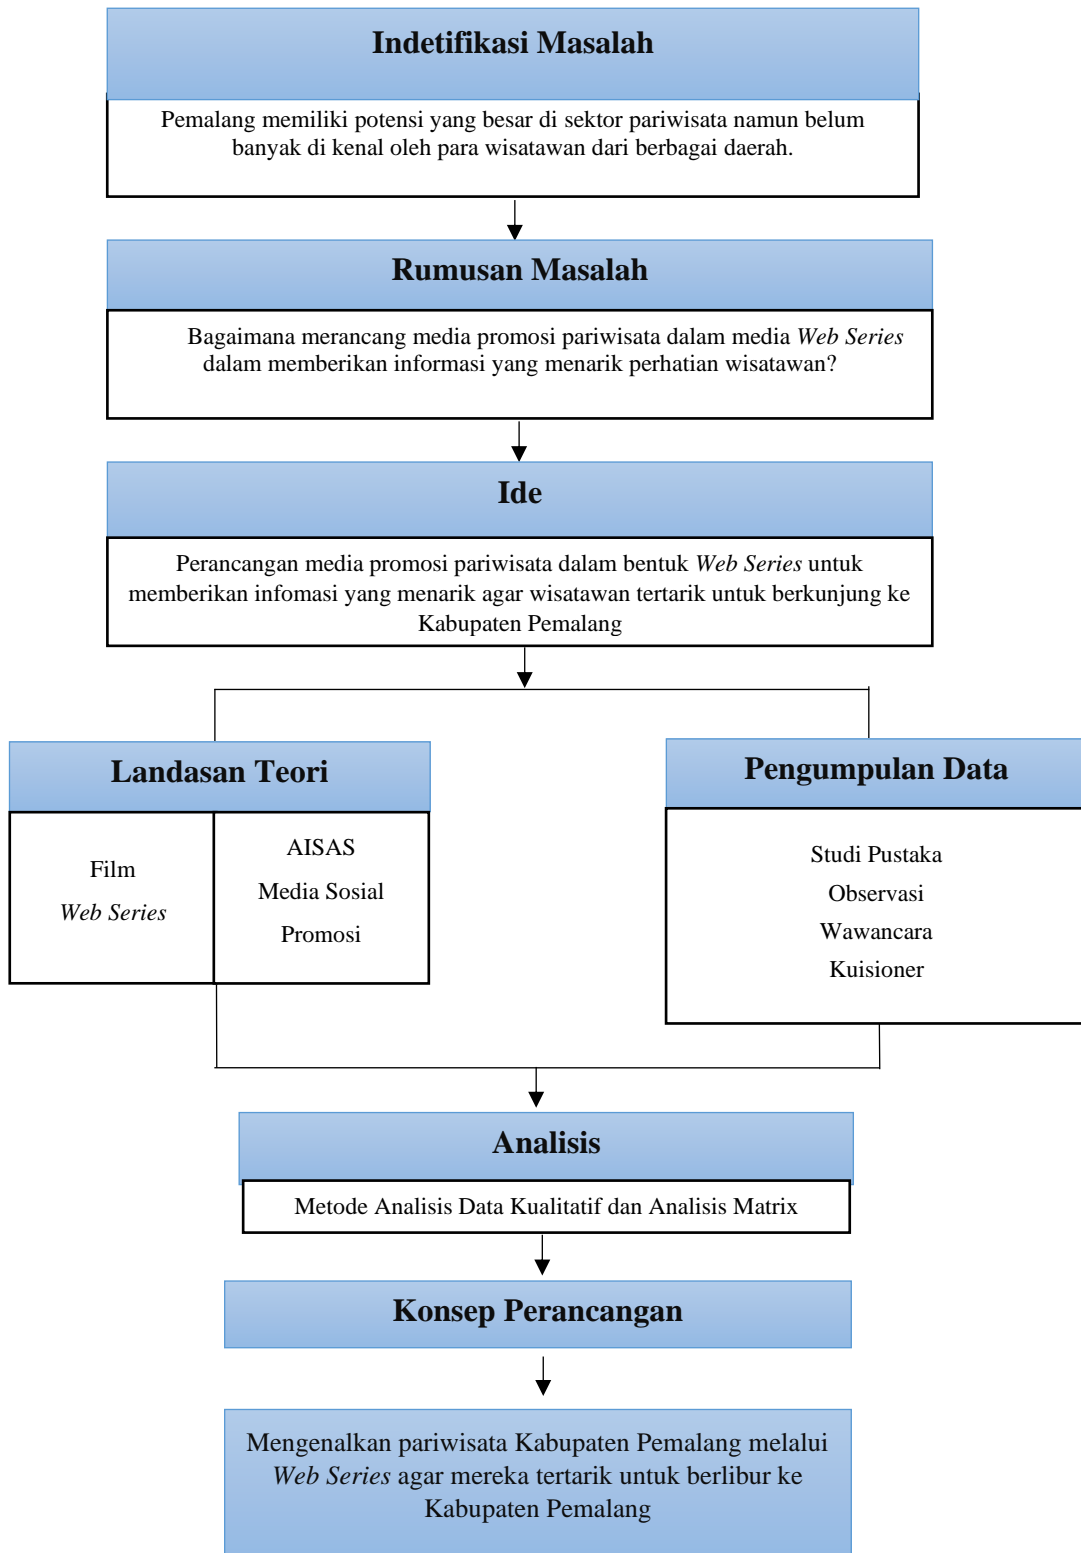 Indetifikasi Masalah
Pemalang memiliki potensi yang besar di sektor pariwisata namun belum
banyak di kenal oleh para wisatawan dari berbagai daerah.
Rumusan Masalah
Bagaimana merancang media promosi pariwisata dalam media Web Series
dalam memberikan informasi yang menarik perhatian wisatawan?
Ide
Perancangan media promosi pariwisata dalam bentuk Web Series untuk
memberikan infomasi yang menarik agar wisatawan tertarik untuk berkunjung ke
Kabupaten Pemalang
Landasan Teori
Film
Web Series
AISAS
Media Sosial
Promosi
Pengumpulan Data
Studi Pustaka
Observasi
Wawancara
Kuisioner
Analisis
Metode Analisis Data Kualitatif dan Analisis Matrix
Konsep Perancangan
Mengenalkan pariwisata Kabupaten Pemalang melalui
Web Series agar mereka tertarik untuk berlibur ke
Kabupaten Pemalang